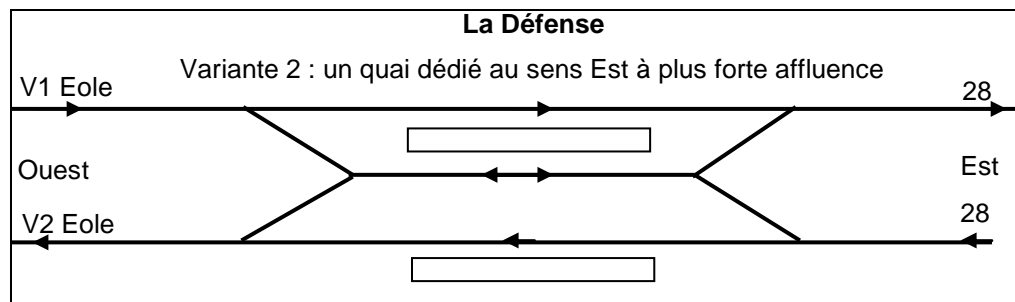 La Défense
Variante 2 : un quai dédié au sens Est à plus forte affluence
V1 Eole
28
Ouest
Est
V2 Eole
28